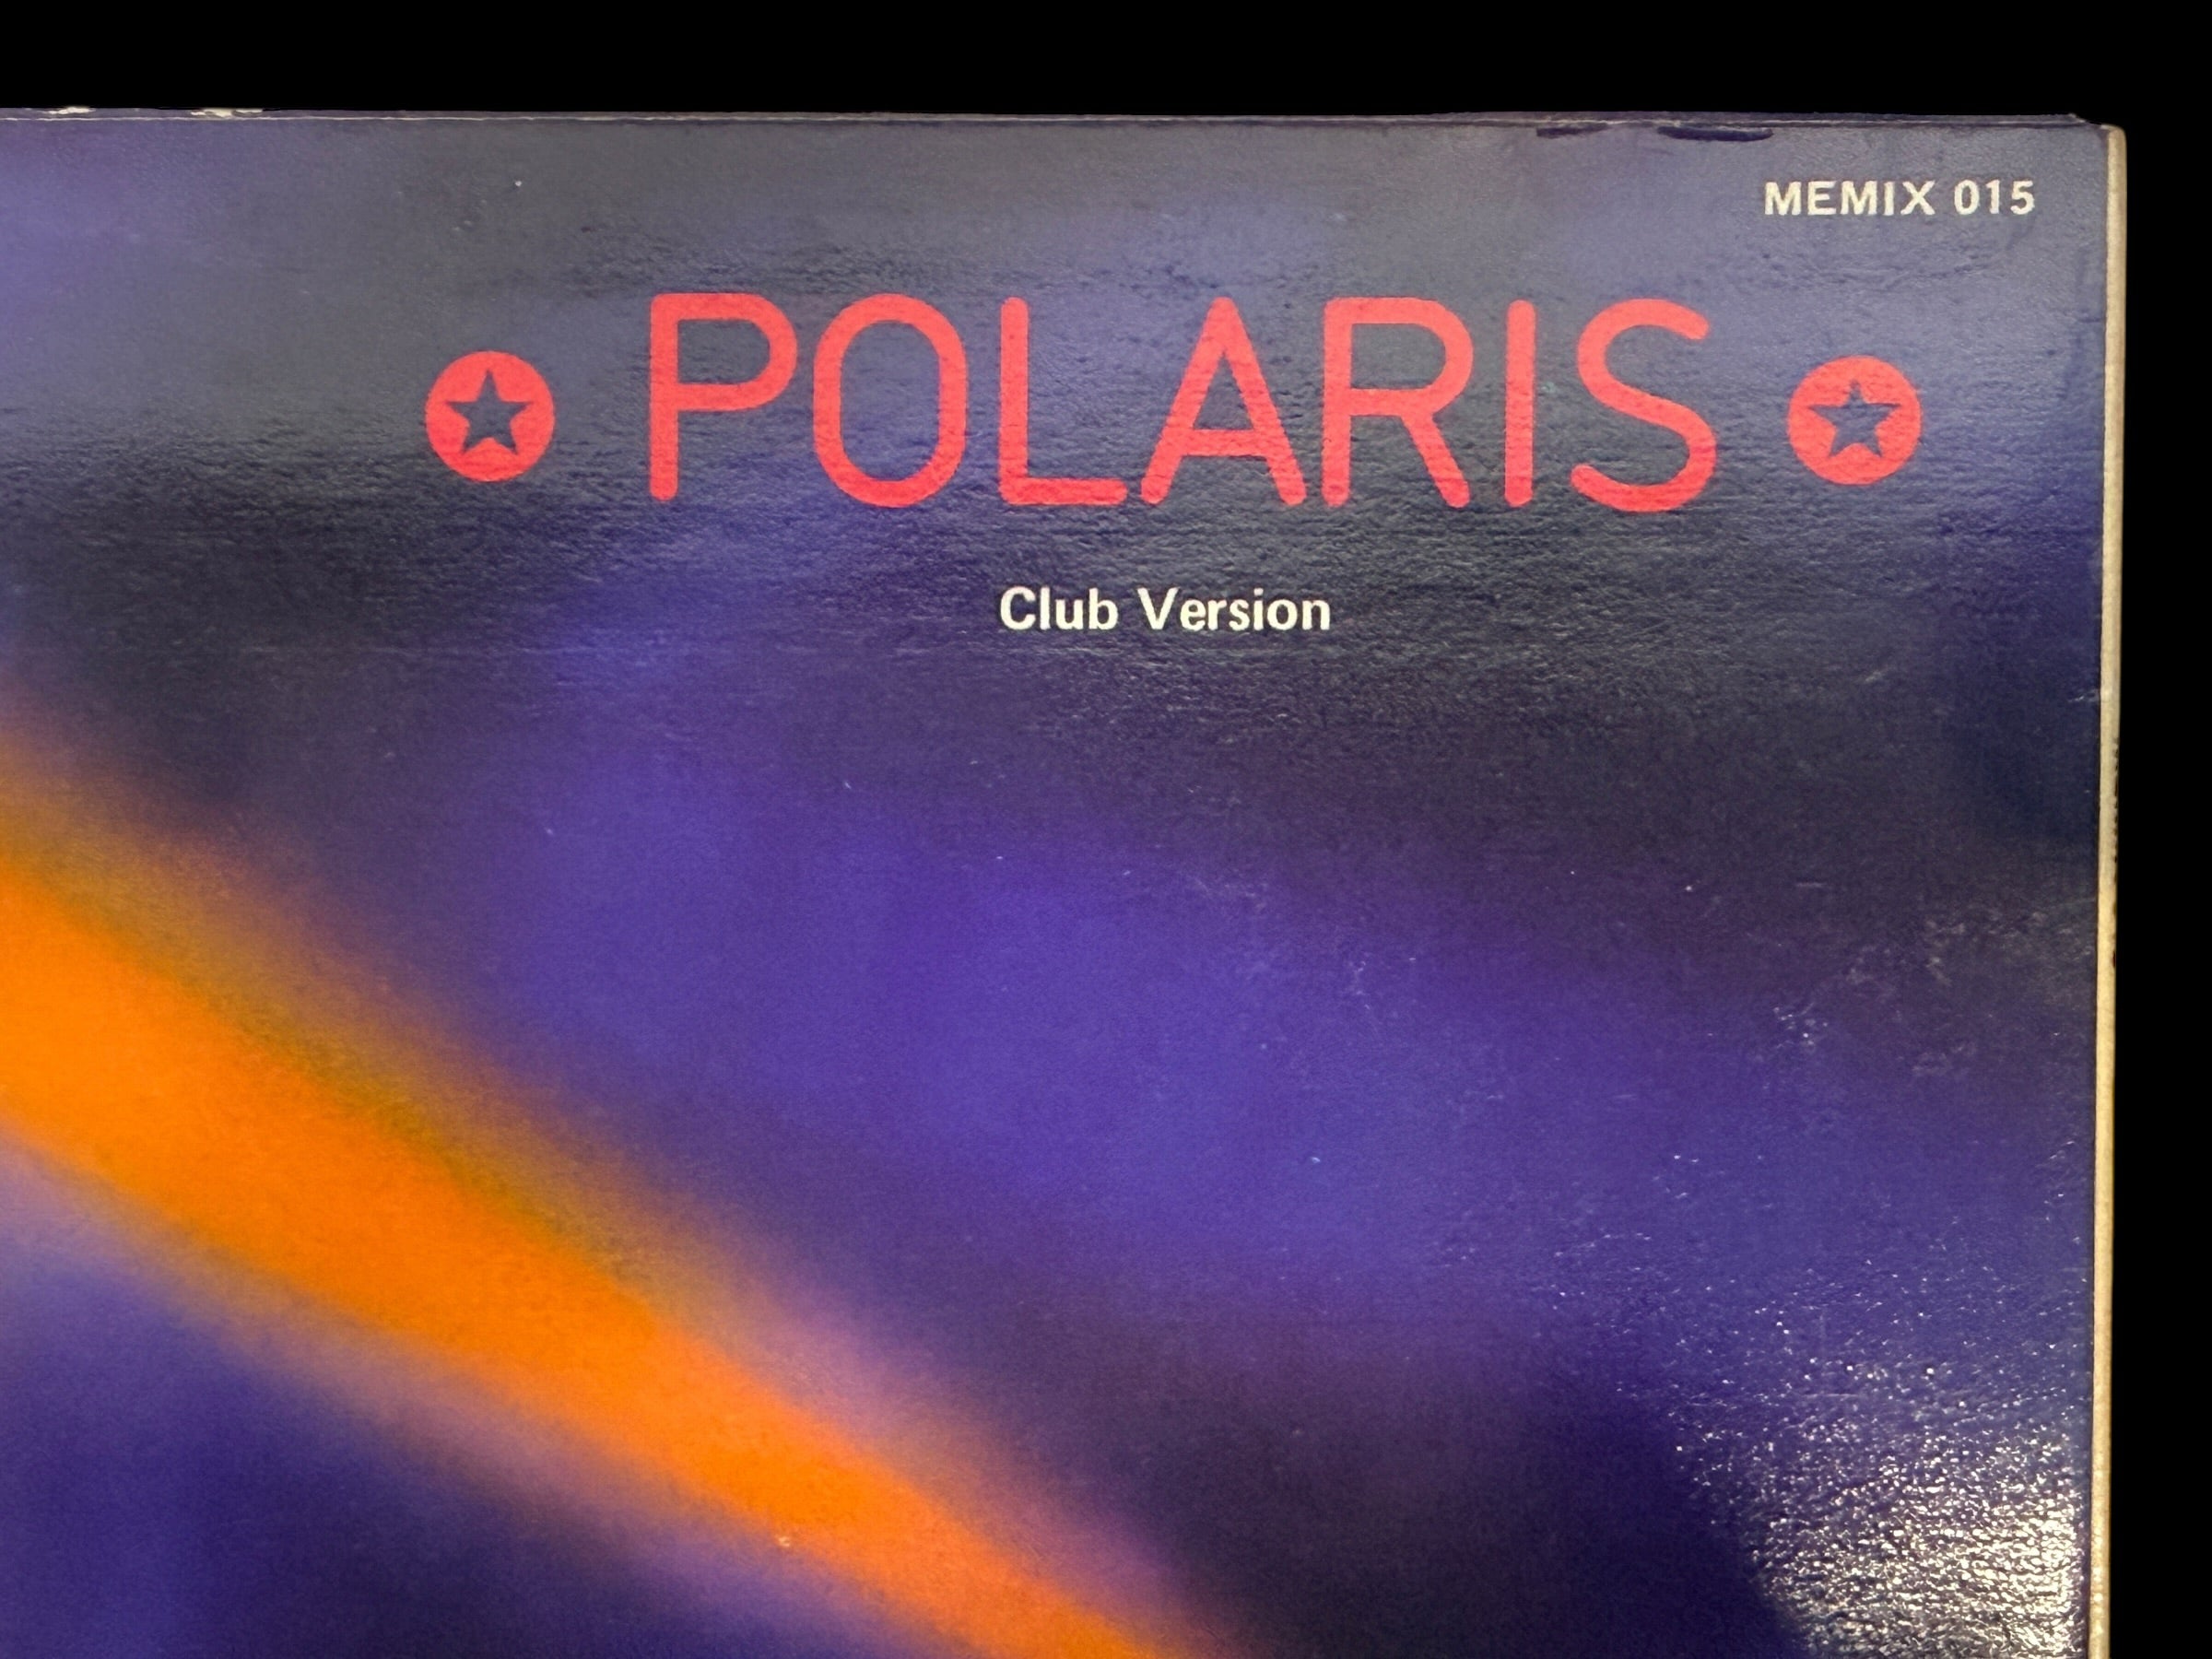 MEMIX 015
POLARIS
Club Version